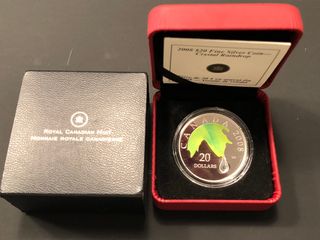 2008 $20 Fine Silver Coin—
Crystal Raindrop
CANADA 2008
20
DOLLARS
ROYAL CANADIAN MINT
MONNAIE ROYALE CANADIENNE